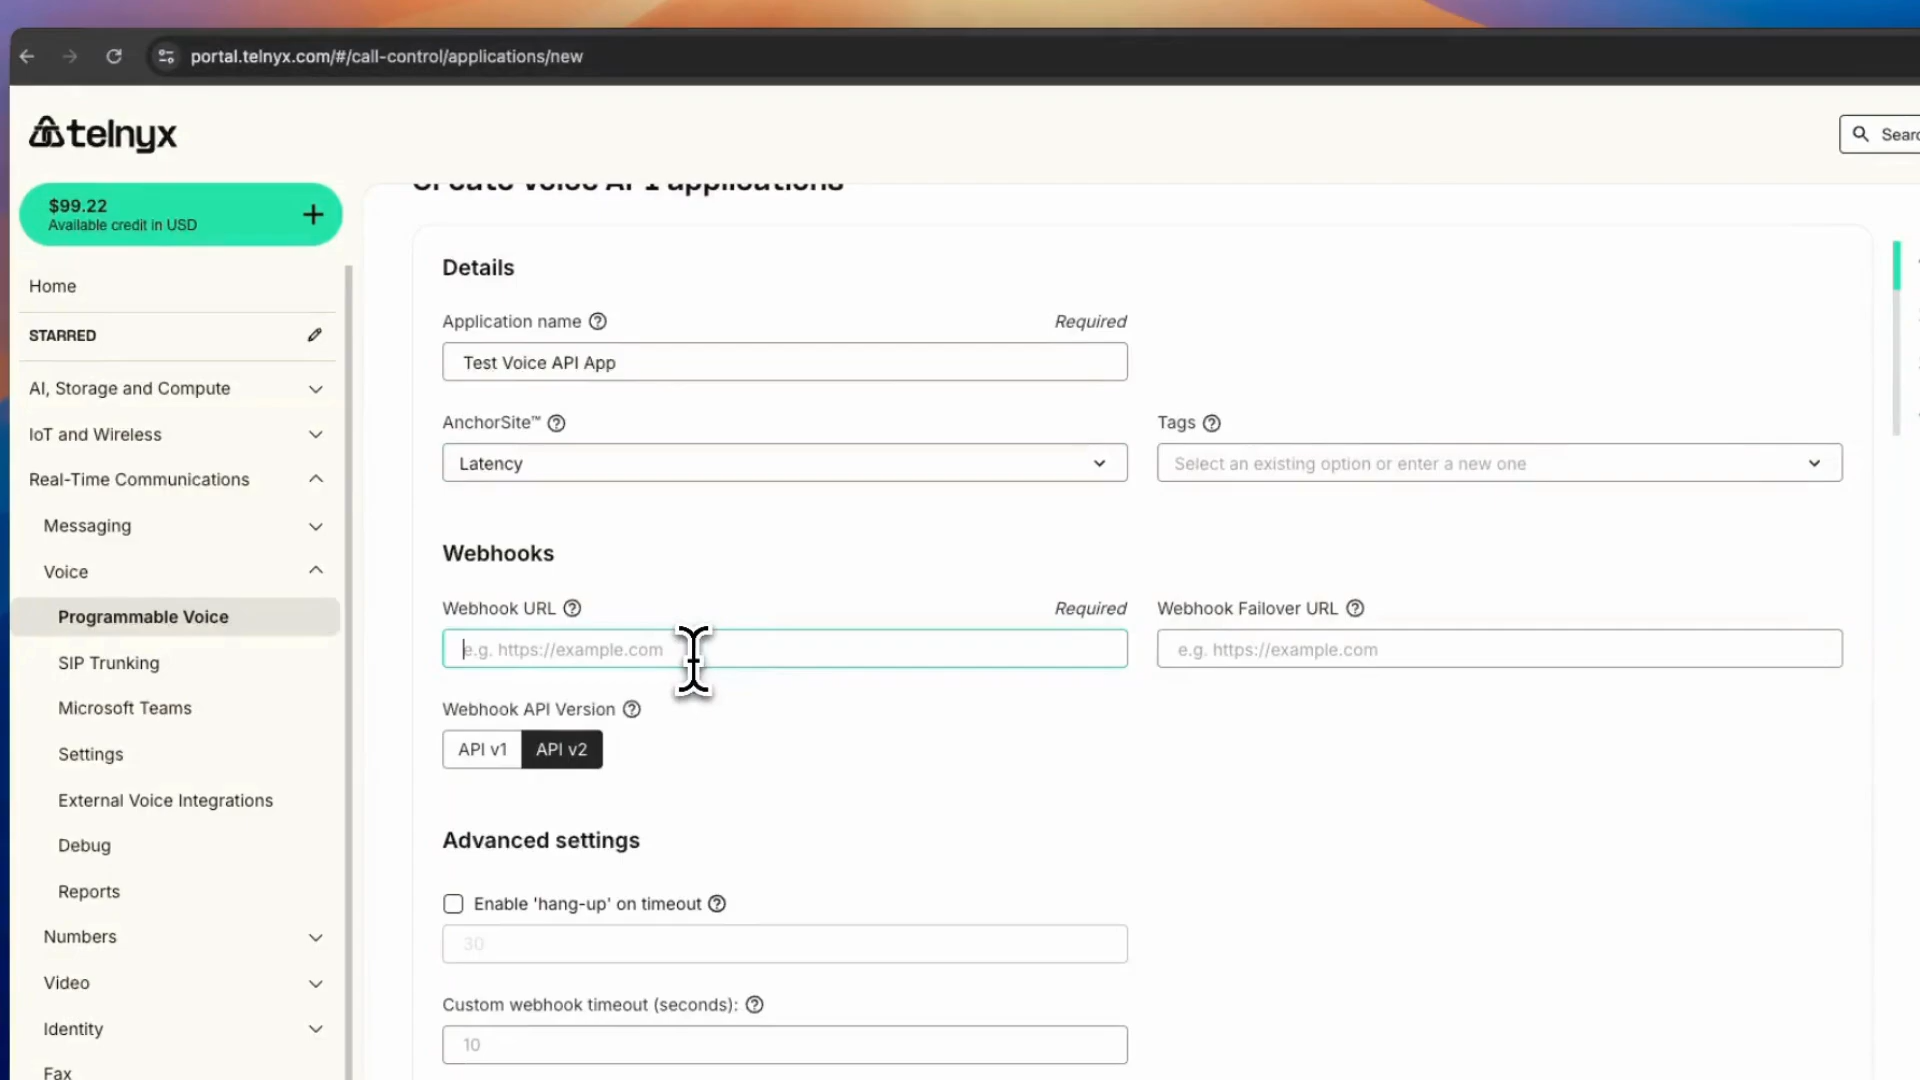 portal.telnyx.com/#/call-control/applications/new
telnyx
Searc
$99.22
Available credit in USD
Create Voice API applications
Home
STARRED
AI, Storage and Compute
IoT and Wireless
Real-Time Communications
Messaging
Voice
Programmable Voice
SIP Trunking
Microsoft Teams
Settings
External Voice Integrations
Debug
Reports
Numbers
Video
Identity
Fax
Details
Application name Required
Test Voice API App
AnchorSite™ Tags
Latency Select an existing option or enter a new one
Webhooks
Webhook URL Required Webhook Failover URL
e.g. https://example.com e.g. https://example.com
Webhook API Version
API v1 API v2
Advanced settings
Enable 'hang-up' on timeout
30
Custom webhook timeout (seconds):
10